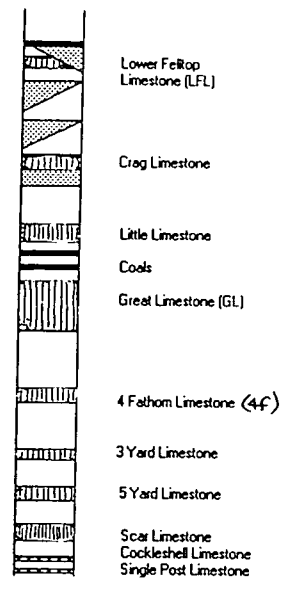 Lower Felltop
Limestone (LFL)
Crag Limestone
Little Limestone
Coals
Great Limestone (GL)
4 Fathom Limestone (4f)
3 Yard Limestone
5 Yard Limestone
Scar Limestone
Cockleshell Limestone
Single Post Limestone